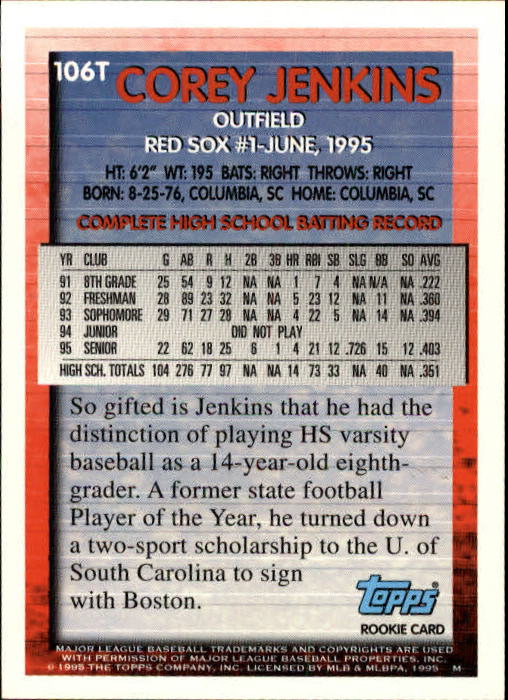 106T
COREY JENKINS
OUTFIELD
RED SOX #1-JUNE, 1995
HT: 6'2" WT: 195 BATS: RIGHT THROWS: RIGHT
BORN: 8-25-76, COLUMBIA, SC HOME: COLUMBIA, SC
COMPLETE HIGH SCHOOL BATTING RECORD
YR CLUB G AB R H 2B 3B HR RBI SB SLG BB SO AVG
91 8TH GRADE 25 54 9 12 NA NA 1 7 4 NA N/A NA .222
92 FRESHMAN 28 89 23 32 NA NA 5 23 12 NA 11 NA .360
93 SOPHOMORE 29 71 27 28 NA NA 4 22 5 NA 14 NA .394
94 JUNIOR DID NOT PLAY
95 SENIOR 22 62 18 25 6 1 4 21 12 .726 15 12 .403
HIGH SCH. TOTALS 104 276 77 97 NA NA 14 73 33 NA 40 NA .351
So gifted is Jenkins that he had the
distinction of playing HS varsity
baseball as a 14-year-old eighth-
grader. A former state football
Player of the Year, he turned down
a two-sport scholarship to the U. of
South Carolina to sign
with Boston.
Topps®
ROOKIE CARD
MAJOR LEAGUE BASEBALL TRADEMARKS AND COPYRIGHTS ARE USED
WITH PERMISSION OF MAJOR LEAGUE BASEBALL PROPERTIES, INC.
© 1995 THE TOPPS COMPANY, INC. LICENSED BY MLB & MLBPA, 1995 M